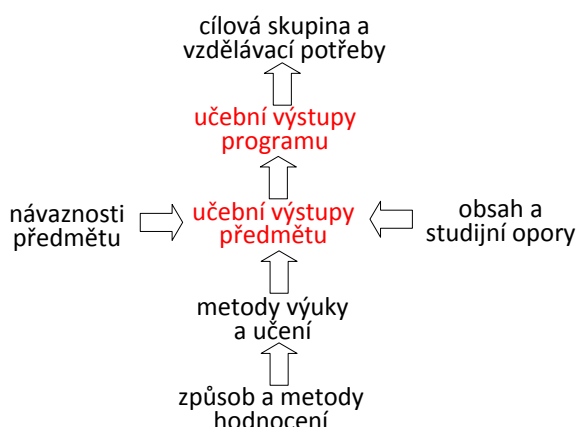 cílová skupina a
vzdělávací potřeby
učební výstupy
programu
návaznosti
předmětu
učební výstupy
předmětu
obsah a
studijní opory
metody výuky
a učení
způsob a metody
hodnocení